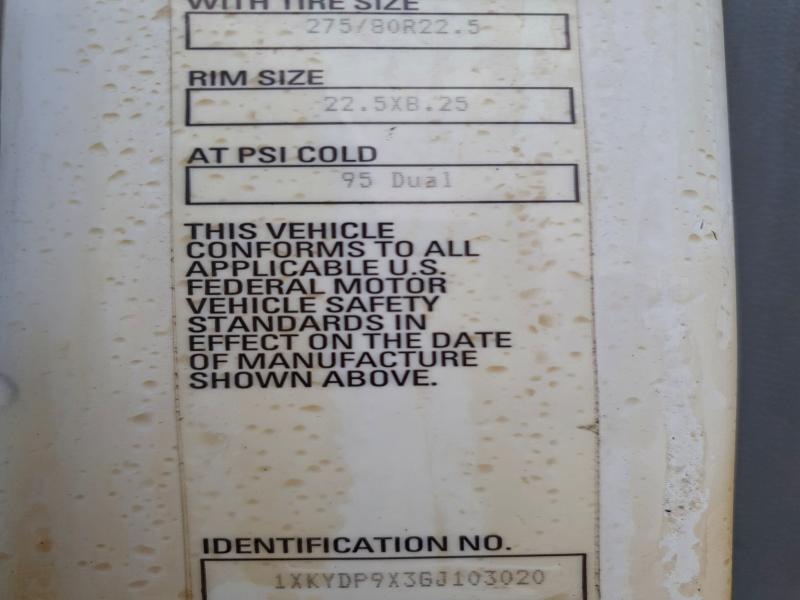 WITH TIRE SIZE
275/80R22.5
RIM SIZE
22.5X8.25
AT PSI COLD
95 Dual
THIS VEHICLE
CONFORMS TO ALL
APPLICABLE U.S.
FEDERAL MOTOR
VEHICLE SAFETY
STANDARDS IN
EFFECT ON THE DATE
OF MANUFACTURE
SHOWN ABOVE.
IDENTIFICATION NO.
1XKYDP9X3GJ103020